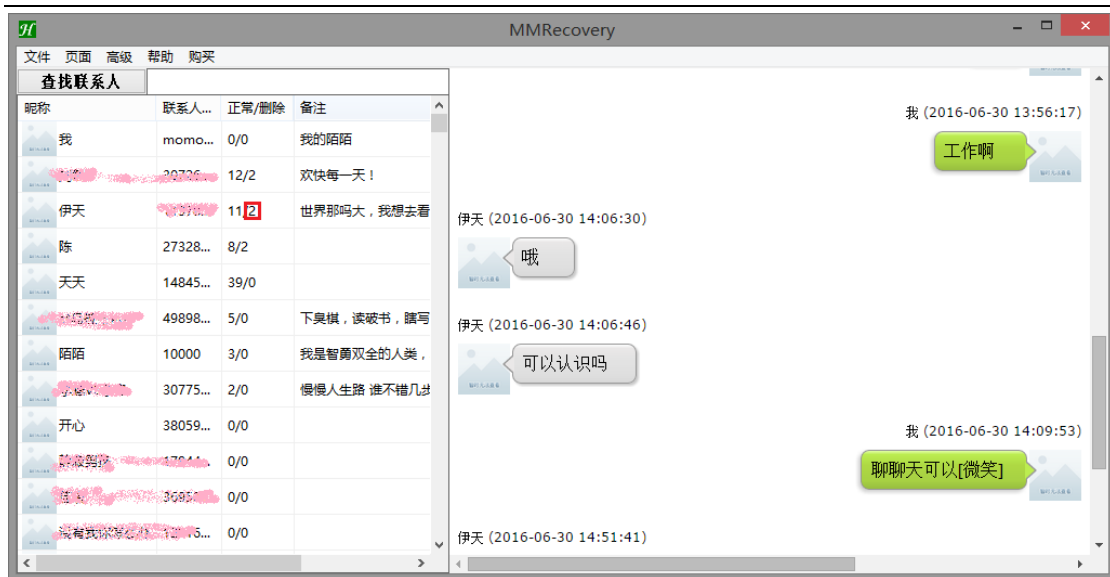 MMRecovery
文件 页面 高级 帮助 购买
查找联系人
昵称 联系人... 正常/删除 备注
我 momo... 0/0 我的陌陌
12/2 欢快每一天！
伊天 11/2 世界那吗大，我想去看
陈 27328... 8/2
天天 14845... 39/0
49898... 5/0 下臭棋，读破书，瞎写
陌陌 10000 3/0 我是智勇双全的人类，
30775... 2/0 慢慢人生路 谁不错几步
开心 38059... 0/0
0/0
0/0
0/0
我 (2016-06-30 13:56:17)
工作啊
伊天 (2016-06-30 14:06:30)
哦
伊天 (2016-06-30 14:06:46)
可以认识吗
我 (2016-06-30 14:09:53)
聊聊天可以[微笑]
伊天 (2016-06-30 14:51:41)